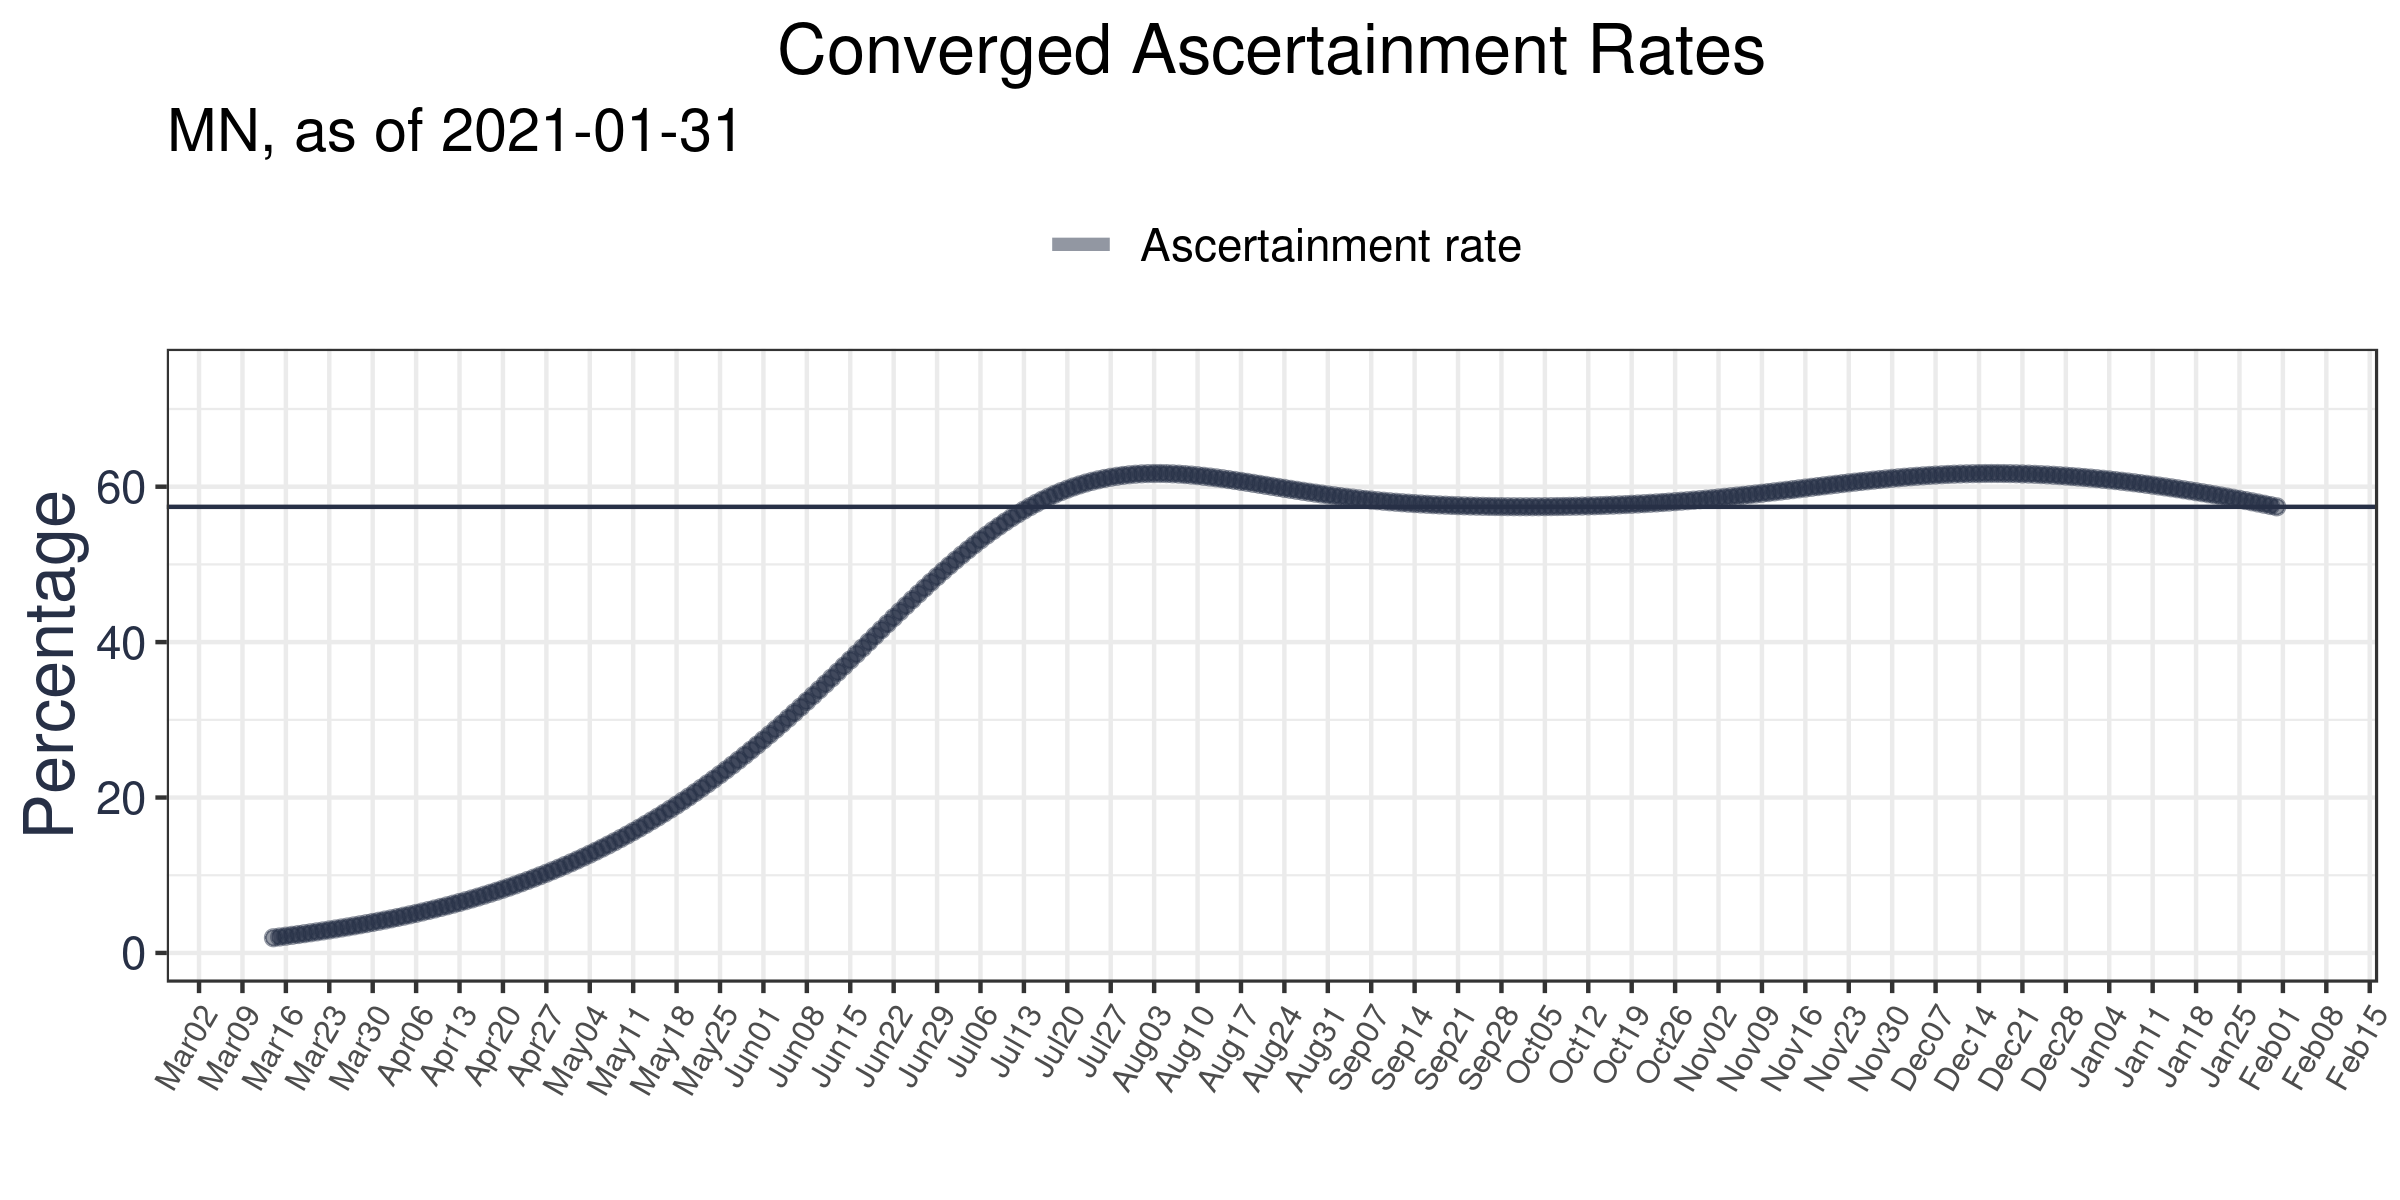 Converged Ascertainment Rates
MN, as of 2021-01-31
Ascertainment rate
Percentage
60
40
20
0
Mar02 Mar09 Mar16 Mar23 Mar30 Apr06 Apr13 Apr20 Apr27 May04 May11 May18 May25 Jun01 Jun08 Jun15 Jun22 Jun29 Jul06 Jul13 Jul20 Jul27 Aug03 Aug10 Aug17 Aug24 Aug31 Sep07 Sep14 Sep21 Sep28 Oct05 Oct12 Oct19 Oct26 Nov02 Nov09 Nov16 Nov23 Nov30 Dec07 Dec14 Dec21 Dec28 Jan04 Jan11 Jan18 Jan25 Feb01 Feb08 Feb15